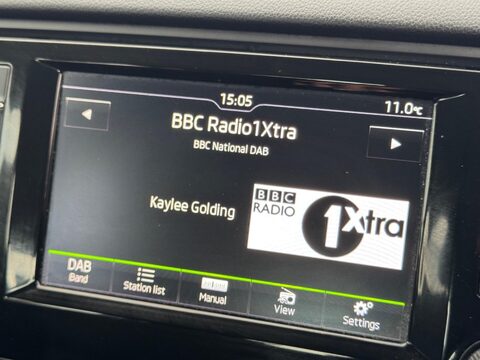 15:05
11.0°C
BBC Radio1Xtra
BBC National DAB
Kaylee Golding
BBC
RADIO
1Xtra
DAB
Band
Station list
Manual
View
Settings